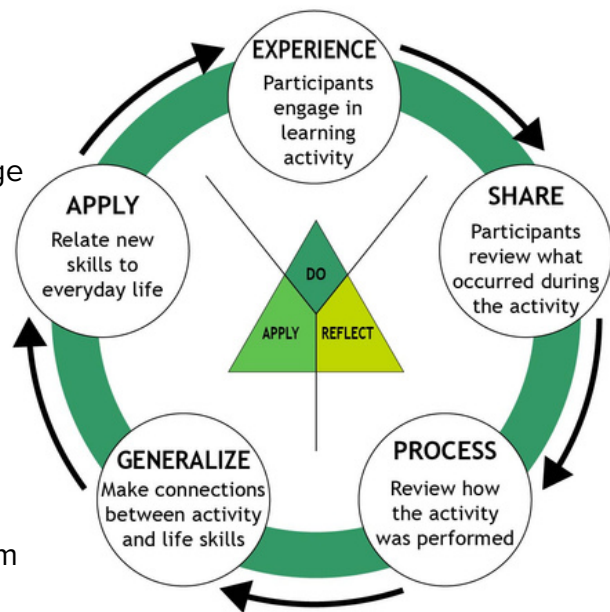 EXPERIENCE
Participants
engage in
learning
activity
SHARE
Participants
review what
occurred during
the activity
PROCESS
Review how
the activity
was performed
GENERALIZE
Make connections
between activity
and life skills
APPLY
Relate new
skills to
everyday life
DO
APPLY
REFLECT
ge
m